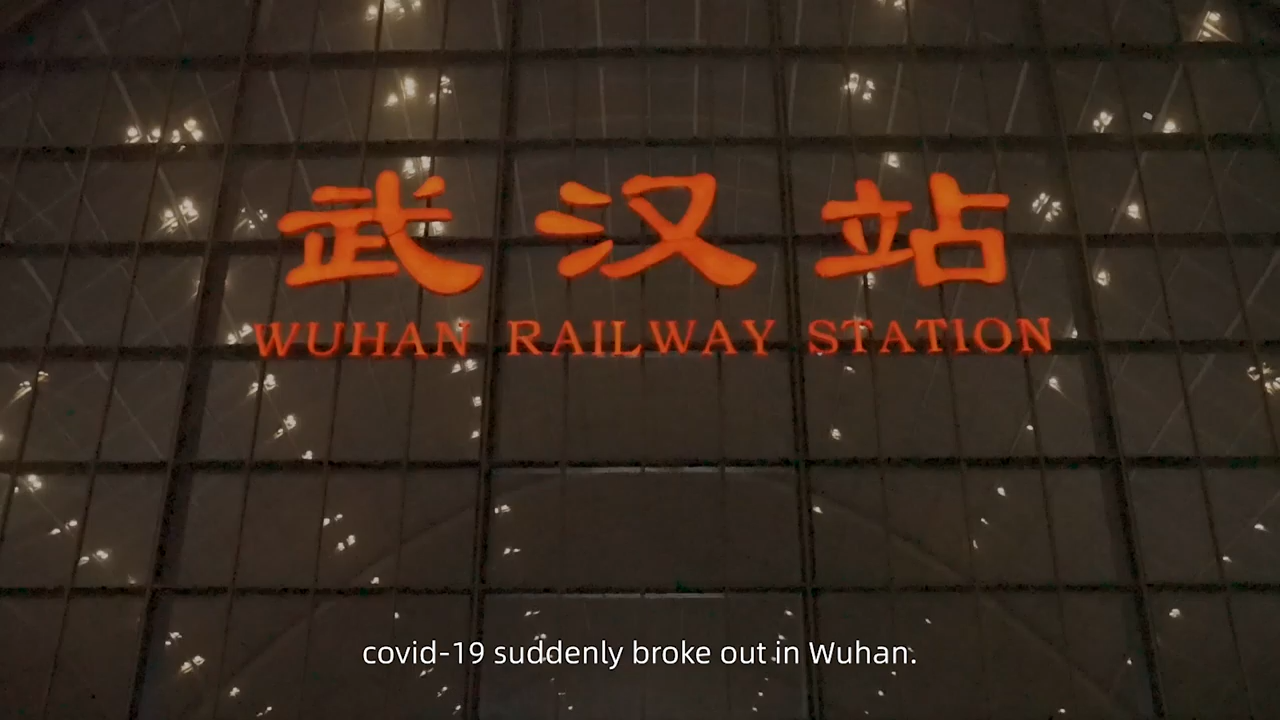 武汉站
WUHAN RAILWAY STATION
covid-19 suddenly broke out in Wuhan.